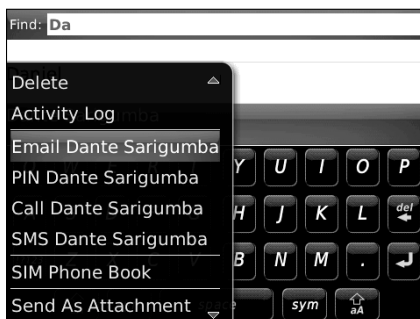 Find: Da
Delete
Activity Log
Email Dante Sarigumba
PIN Dante Sarigumba
Call Dante Sarigumba
SMS Dante Sarigumba
SIM Phone Book
Send As Attachment
Y U I O P
H J K L del
B N M .
sym aA